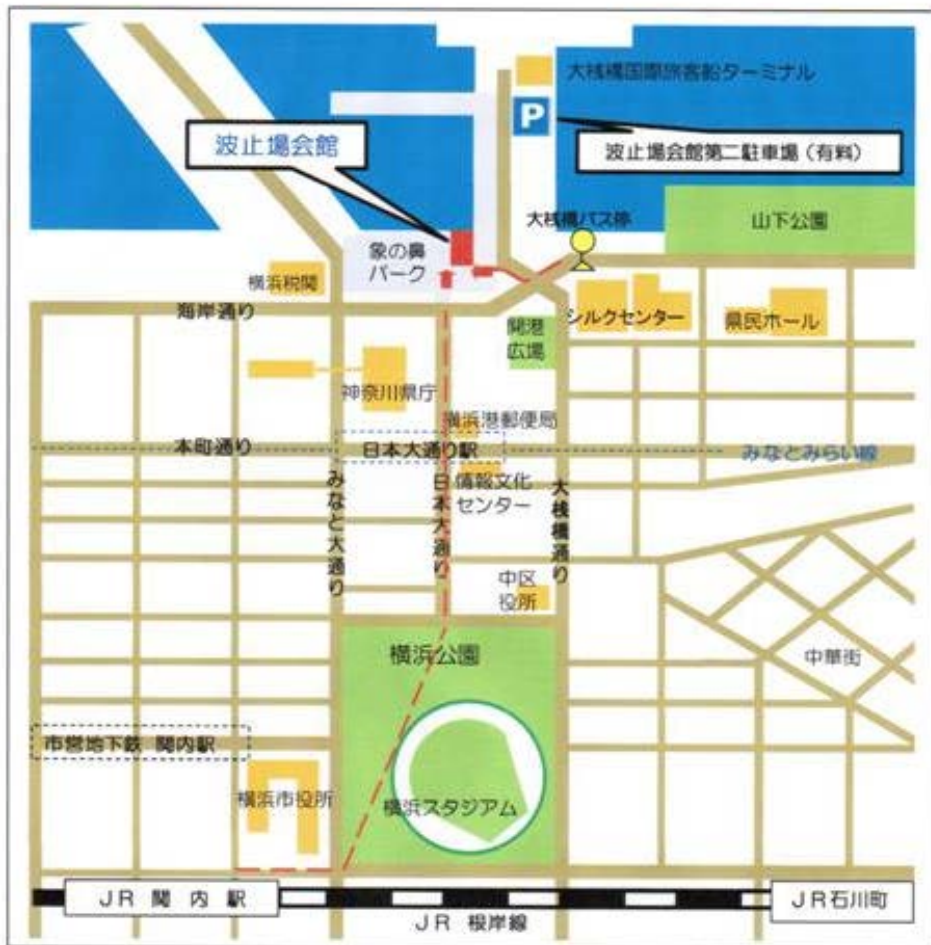 大桟橋国際旅客船ターミナル
P
波止場会館
波止場会館第二駐車場（有料）
大桟橋バス停
山下公園
象の鼻
パーク
横浜税関
海岸通り
シルクセンター
県民ホール
開港
広場
神奈川県庁
横浜港郵便局
本町通り
日本大通り駅
みなとみらい線
みなと大通り
日本大通り
情報文化
センター
大桟橋通り
中区
役所
横浜公園
中華街
市営地下鉄 関内駅
横浜市役所
横浜スタジアム
JR 関内駅
JR石川町
JR 根岸線